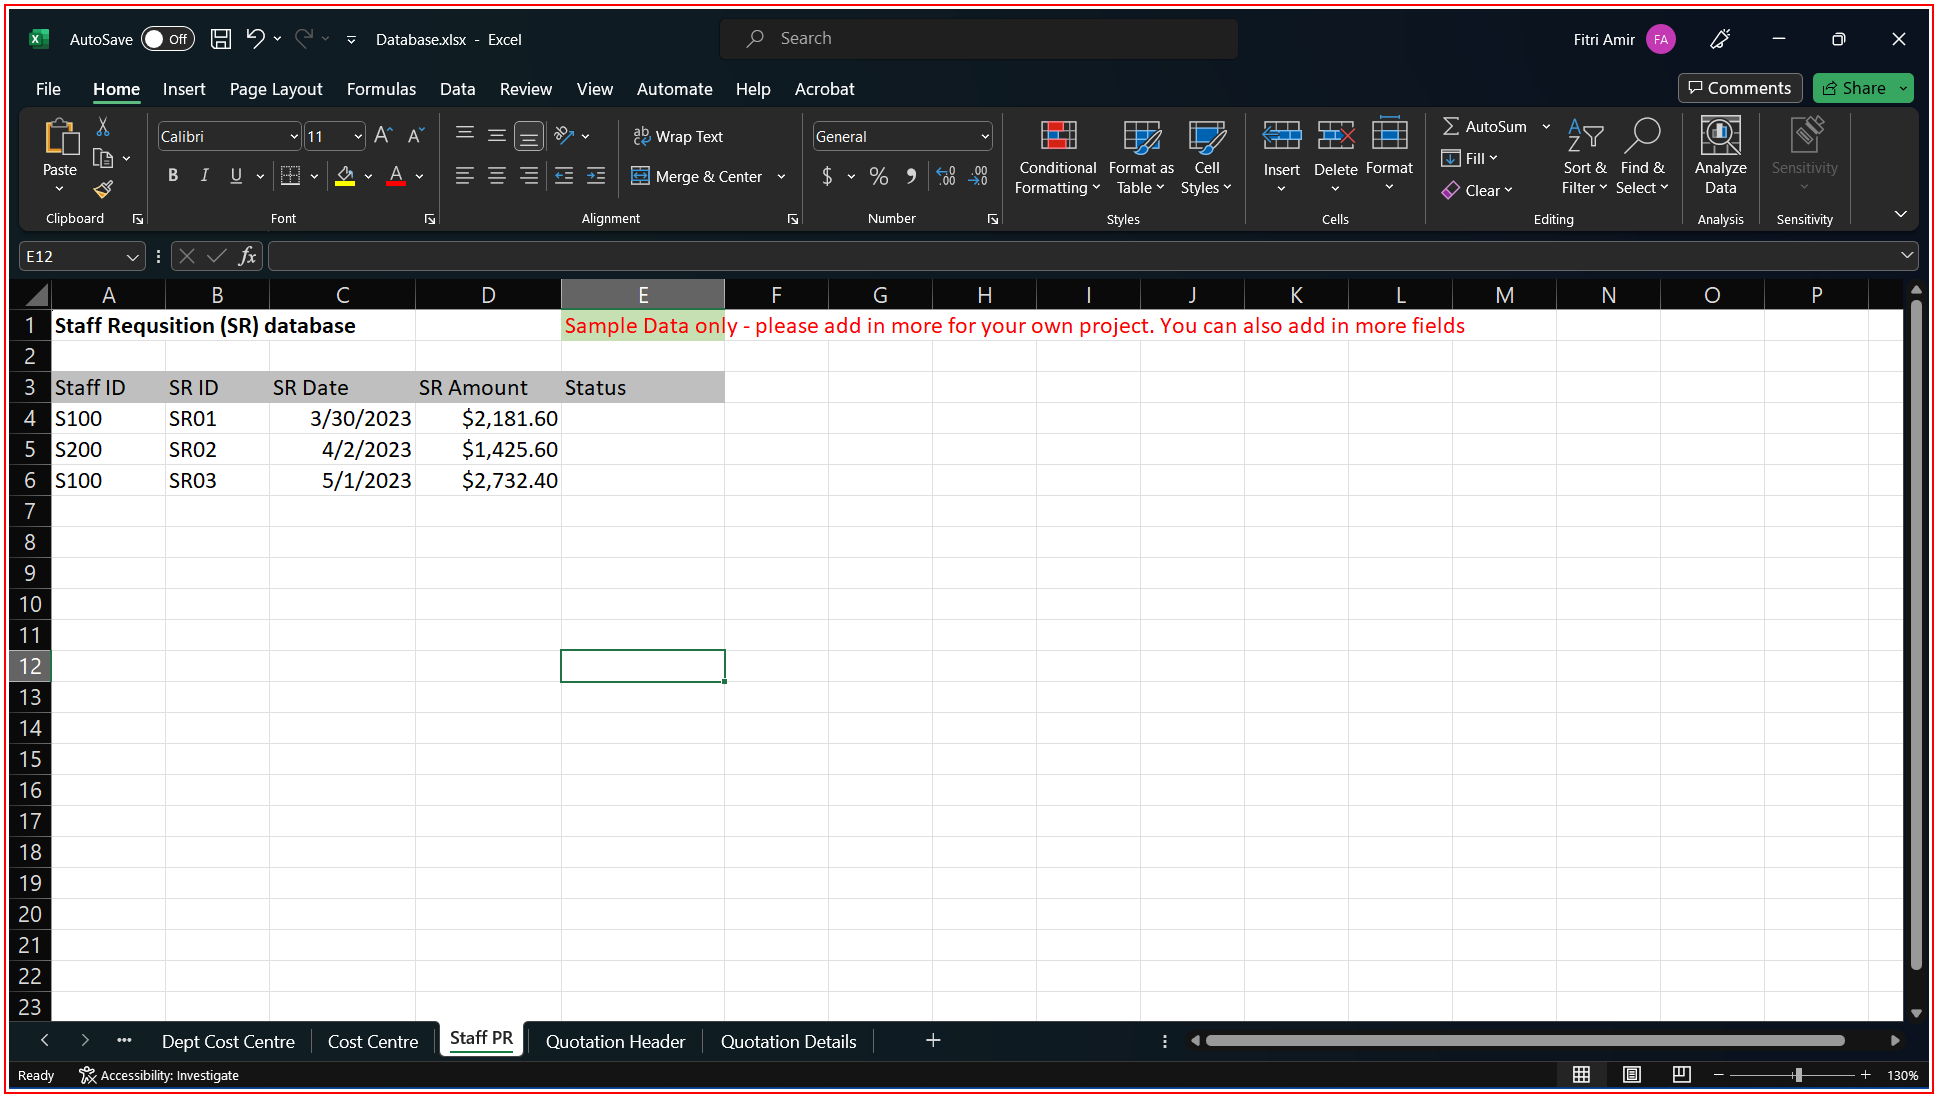 AutoSave Off Database.xlsx - Excel Search Fitri Amir FA
File Home Insert Page Layout Formulas Data Review View Automate Help Acrobat Comments Share
Calibri 11 Wrap Text General AutoSum
Paste Conditional Format as Cell Insert Delete Format Fill Sort & Find & Analyze Sensitivity
B I U A Merge & Center $ % 9 Formatting Table Styles Clear Filter Select Data
Clipboard Font Alignment Number Styles Cells Editing Analysis Sensitivity
E12 fx
A B C D E F G H I J K L M N O P
1 Staff Requsition (SR) database Sample Data only - please add in more for your own project. You can also add in more fields
2
3 Staff ID SR ID SR Date SR Amount Status
4 S100 SR01 3/30/2023 $2,181.60
5 S200 SR02 4/2/2023 $1,425.60
6 S100 SR03 5/1/2023 $2,732.40
7
8
9
10
11
12
13
14
15
16
17
18
19
20
21
22
23
Dept Cost Centre Cost Centre Staff PR Quotation Header Quotation Details
Ready Accessibility: Investigate 130%